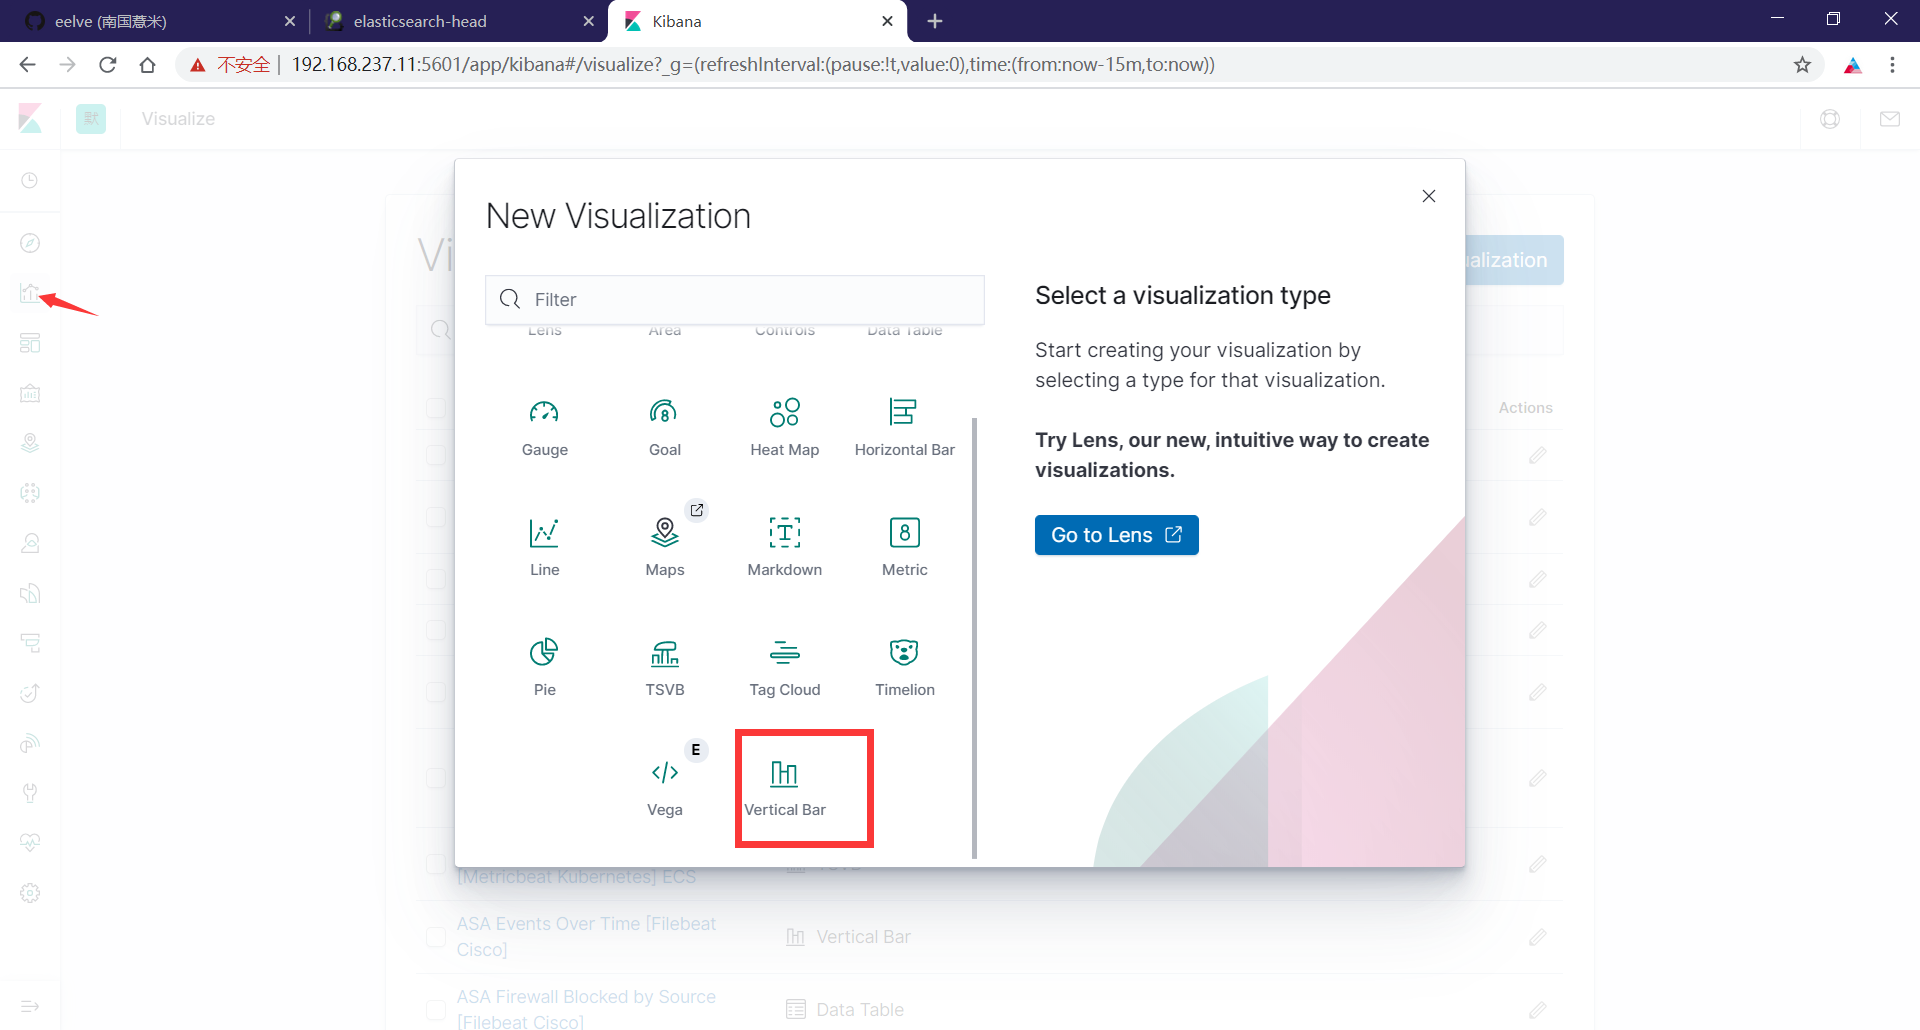 eelve (南国薏米)
elasticsearch-head
Kibana
不安全
192.168.237.11:5601/app/kibana#/visualize?_g=(refreshInterval:(pause:!t,value:0),time:(from:now-15m,to:now))
默
Visualize
New Visualization
Vi
ualization
Filter
Select a visualization type
Lens
Area
Controls
Data Table
Start creating your visualization by
selecting a type for that visualization.
Actions
Gauge
Goal
Heat Map
Horizontal Bar
Try Lens, our new, intuitive way to create
visualizations.
Go to Lens
Line
Maps
Markdown
Metric
Pie
TSVB
Tag Cloud
Timelion
E
Vega
Vertical Bar
TSVB
[Metricbeat Kubernetes] ECS
ASA Events Over Time [Filebeat
Cisco]
Vertical Bar
ASA Firewall Blocked by Source
[Filebeat Cisco]
Data Table